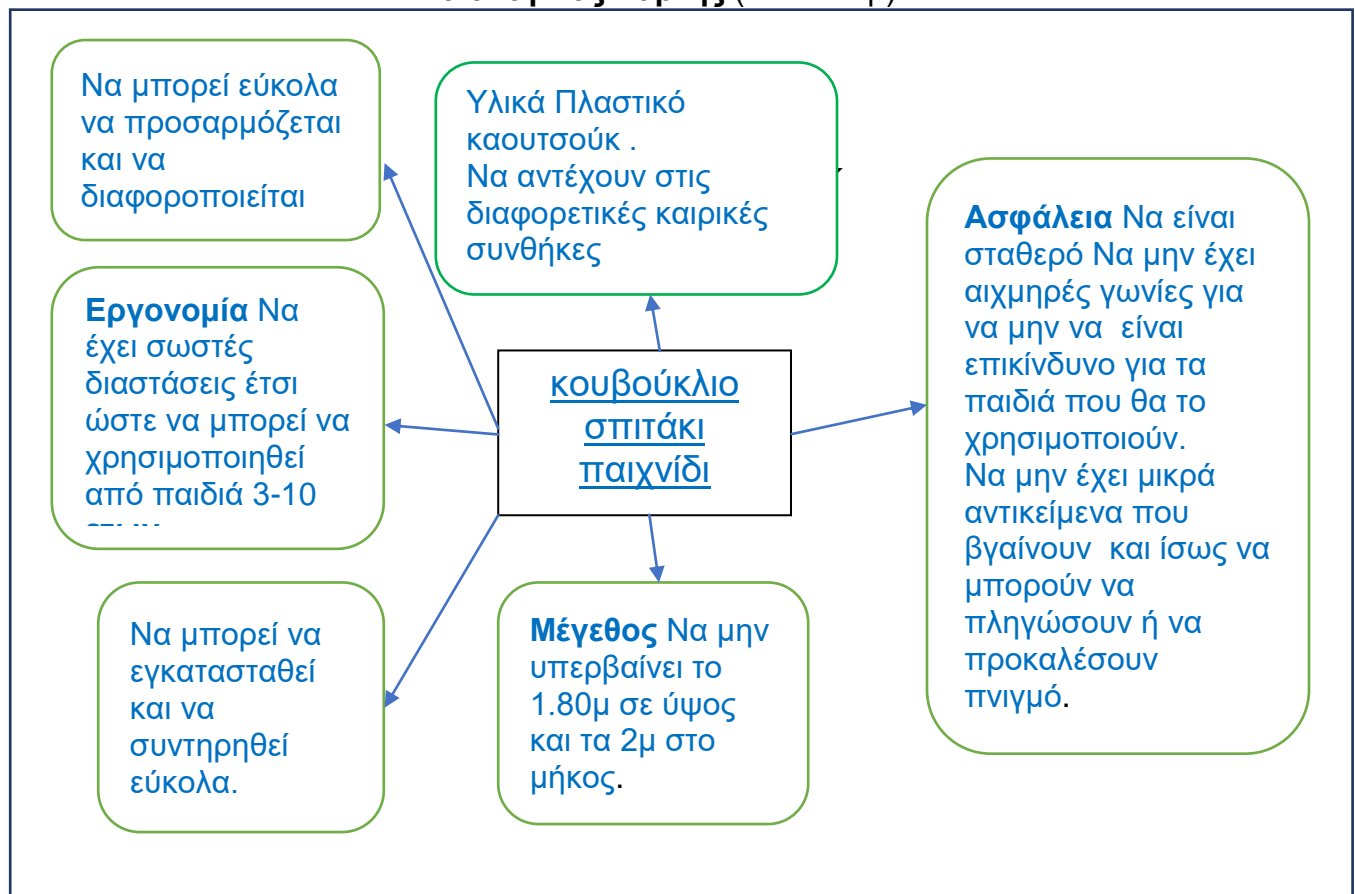 Να μπορεί εύκολα
να προσαρμόζεται
και να
διαφοροποιείται
Υλικά Πλαστικό
καουτσούκ .
Να αντέχουν στις
διαφορετικές καιρικές
συνθήκες
Ασφάλεια Να είναι
σταθερό Να μην έχει
αιχμηρές γωνίες για
να μην να  είναι
επικίνδυνο για τα
παιδιά που θα το
χρησιμοποιούν.
Να μην έχει μικρά
αντικείμενα που
βγαίνουν  και ίσως να
μπορούν να
πληγώσουν ή να
προκαλέσουν
πνιγμό.
Εργονομία Να
έχει σωστές
διαστάσεις έτσι
ώστε να μπορεί να
χρησιμοποιηθεί
από παιδιά 3-10
κουβούκλιο
σπιτάκι
παιχνίδι
Να μπορεί να
εγκατασταθεί
και να
συντηρηθεί
εύκολα.
Μέγεθος Να μην
υπερβαίνει το
1.80μ σε ύψος
και τα 2μ στο
μήκος.